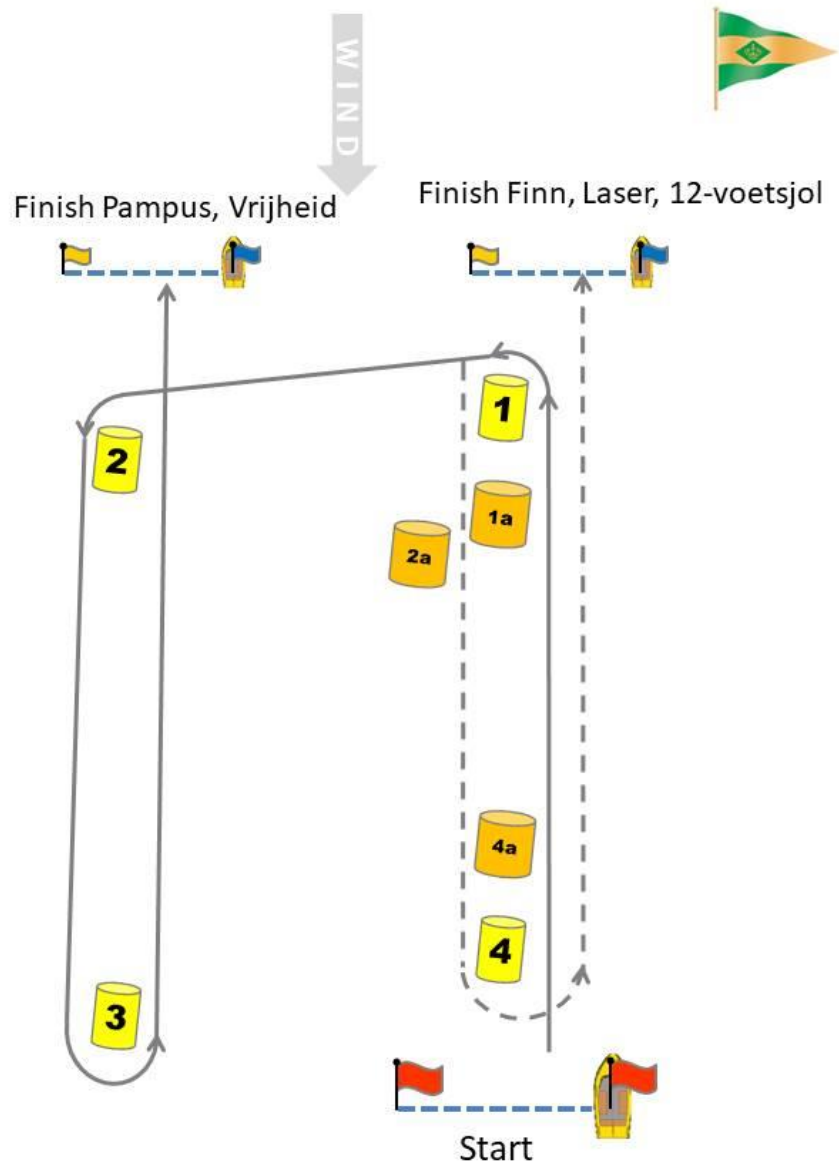 WIND
Finish Pampus, Vrijheid
Finish Finn, Laser, 12-voetsjol
1
2
1a
2a
4a
4
3
Start